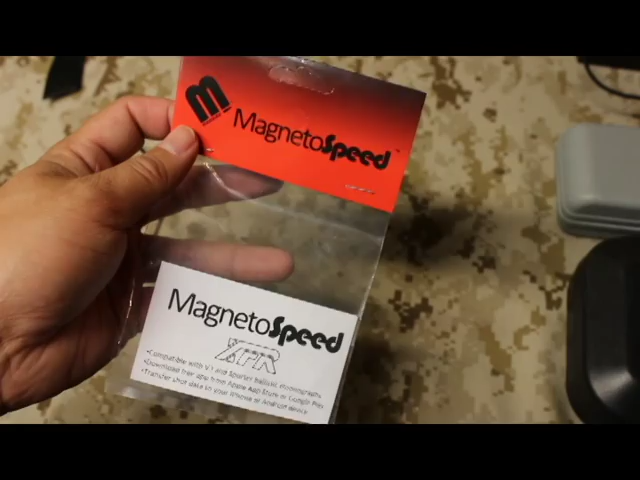 m
MagnetoSpeed
MagnetoSpeed
XFR
•Compatible with V3 and Sporter ballistic chronographs
•Download free app from Apple App Store or Google Play
•Transfer shot data to your iPhone or Android device